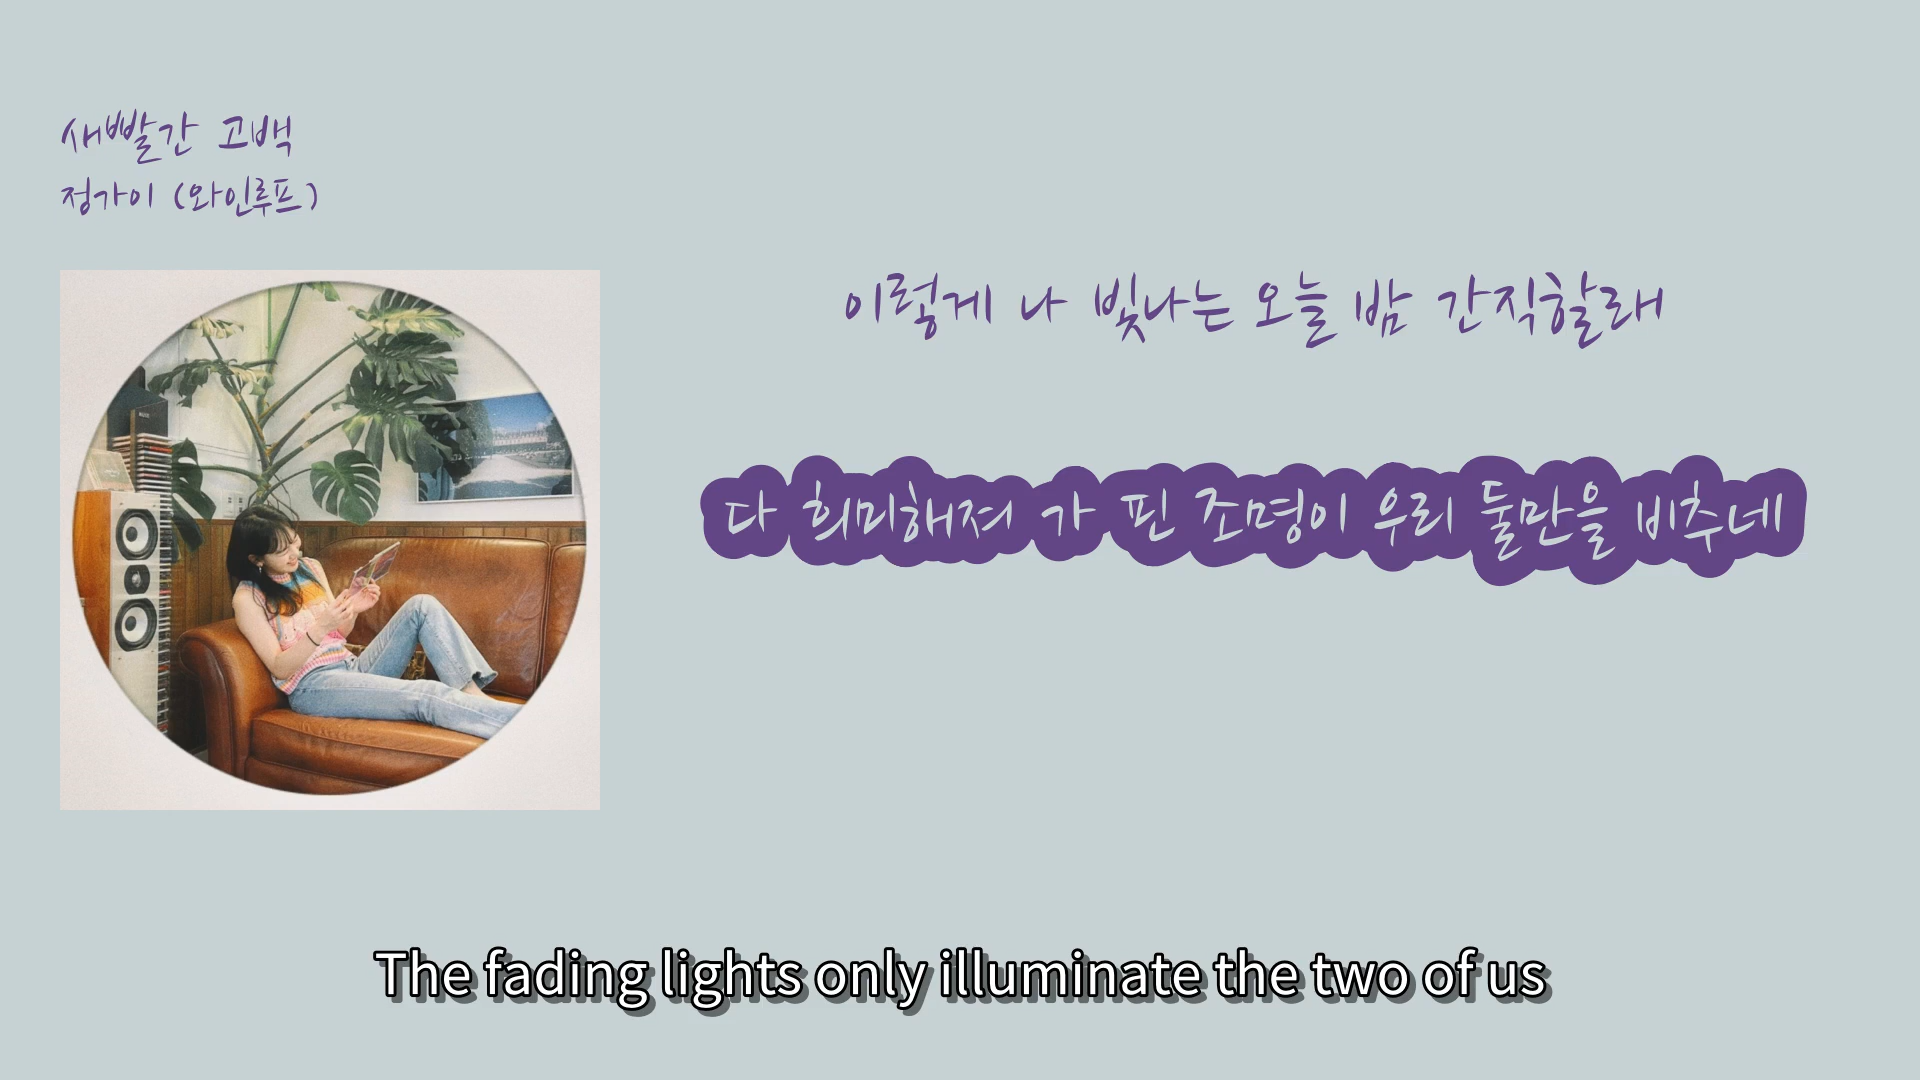 새빨간 고백
정가이 (와인루프)
이렇게 나 빛나는 오늘 밤 간직할래
다 희미해져 가 핀 조명이 우리 둘만을 비추네
The fading lights only illuminate the two of us